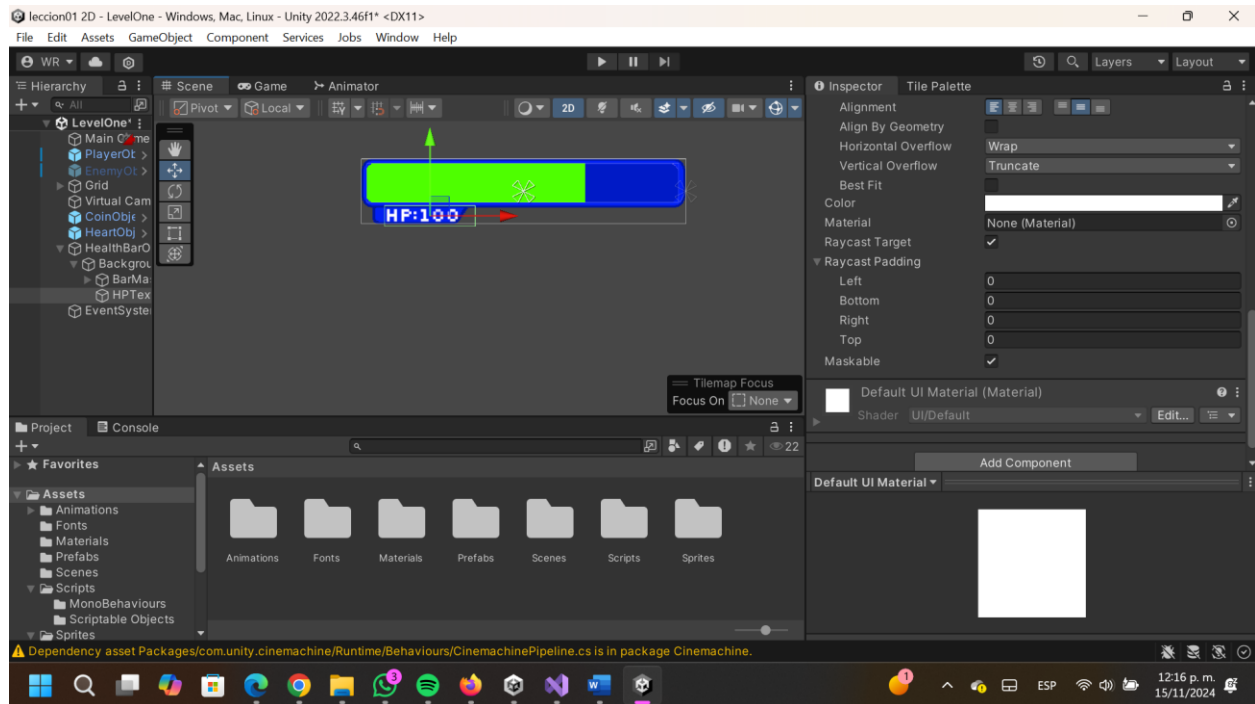 leccion01 2D - LevelOne - Windows, Mac, Linux - Unity 2022.3.46f1* <DX11>
File Edit Assets GameObject Component Services Jobs Window Help
WR
Layers
Layout
Hierarchy
Scene
Game
Animator
Inspector
Tile Palette
All
Pivot
Local
2D
LevelOne*
Main Came
PlayerOb
EnemyOb
Grid
Virtual Cam
CoinObje
HeartObj
HealthBarO
Backgrou
BarMa
HPTex
EventSyste
HP:100
Tilemap Focus
Focus On None
Alignment
Align By Geometry
Horizontal Overflow Wrap
Vertical Overflow Truncate
Best Fit
Color
Material None (Material)
Raycast Target
Raycast Padding
Left 0
Bottom 0
Right 0
Top 0
Maskable
Default UI Material (Material)
Shader UI/Default Edit...
Add Component
Default UI Material
Project
Console
22
Favorites
Assets
Animations
Fonts
Materials
Prefabs
Scenes
Scripts
MonoBehaviours
Scriptable Objects
Sprites
Assets
Animations Fonts Materials Prefabs Scenes Scripts Sprites
Dependency asset Packages/com.unity.cinemachine/Runtime/Behaviours/CinemachinePipeline.cs is in package Cinemachine.
3
1
ESP
12:16 p. m.
15/11/2024